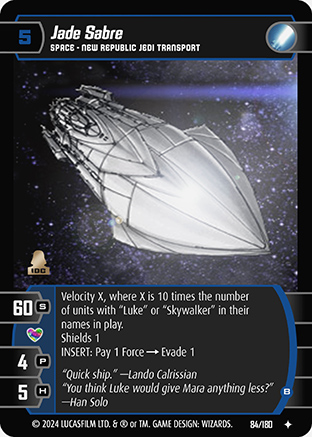 5
Jade Sabre
SPACE - NEW REPUBLIC JEDI TRANSPORT
IDC
60 S
4 P
5 H
Velocity X, where X is 10 times the number
of units with “Luke” or “Skywalker” in their
names in play.
Shields 1
INSERT: Pay 1 Force → Evade 1
“Quick ship.” —Lando Calrissian
“You think Luke would give Mara anything less?”
—Han Solo
B
© 2024 LUCASFILM LTD. & ® or TM. GAME DESIGN: WIZARDS.
84/180